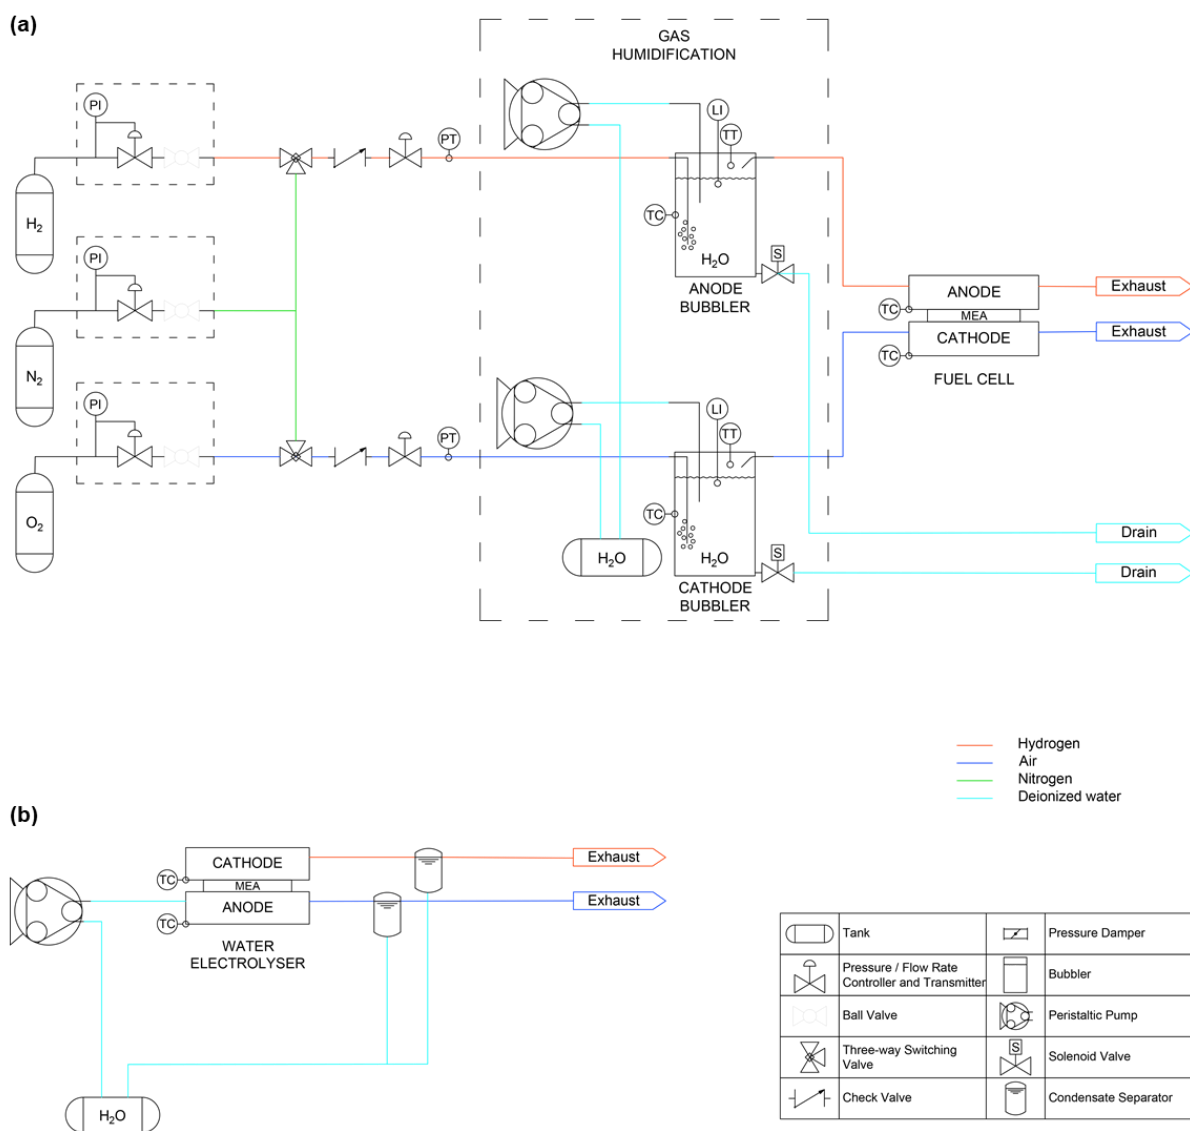 (a)
GAS
HUMIDIFICATION
PI
LI
PT
TT
H2
TC
H2O
S
ANODE
BUBBLER
PI
ANODE
Exhaust
TC
MEA
CATHODE
Exhaust
TC
FUEL CELL
N2
PI
LI
PT
TT
O2
TC
H2O
H2O
S
Drain
Drain
CATHODE
BUBBLER
Hydrogen
Air
Nitrogen
Deionized water
(b)
CATHODE
Exhaust
TC
MEA
ANODE
Exhaust
TC
WATER
ELECTROLYSER
H2O
Tank
Pressure Damper
Pressure / Flow Rate
Controller and Transmitter
Bubbler
Ball Valve
Peristaltic Pump
Three-way Switching
Valve
S
Solenoid Valve
Check Valve
Condensate Separator